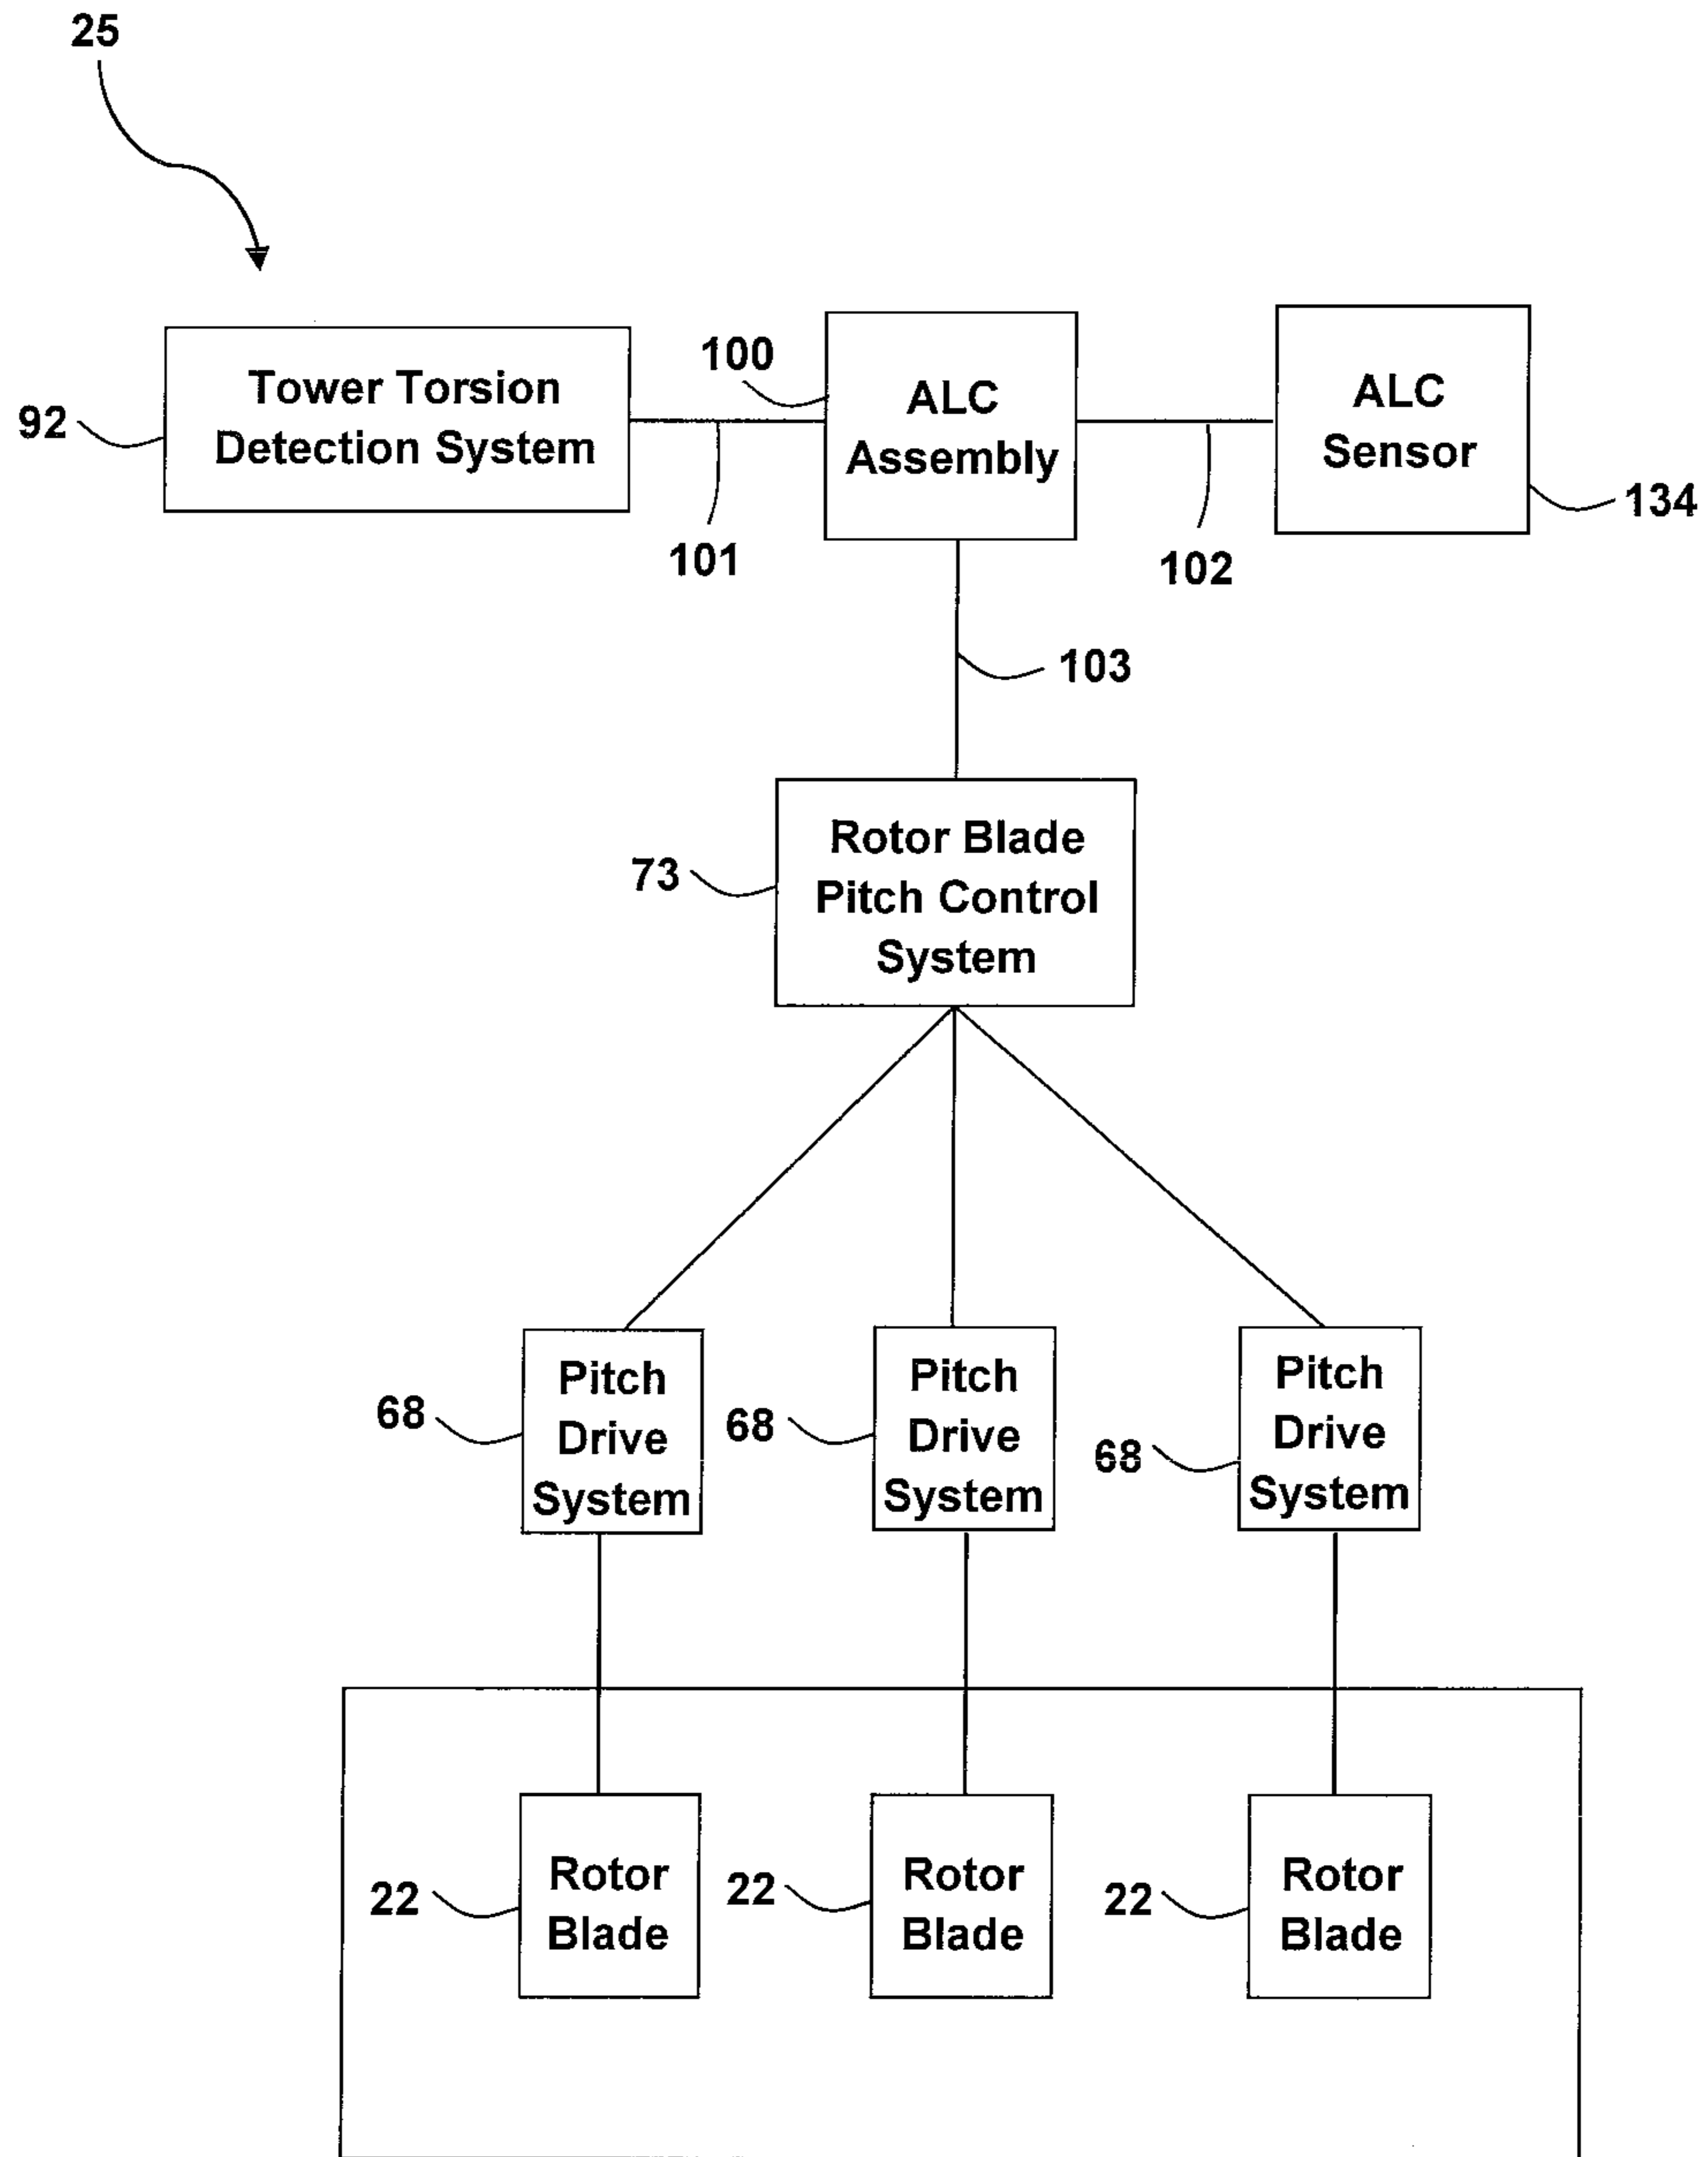 25
92
Tower Torsion
Detection System
100
ALC
Assembly
ALC
Sensor
134
101
102
103
73
Rotor Blade
Pitch Control
System
68
Pitch
Drive
System
68
Pitch
Drive
System
68
Pitch
Drive
System
22
Rotor
Blade
22
Rotor
Blade
22
Rotor
Blade